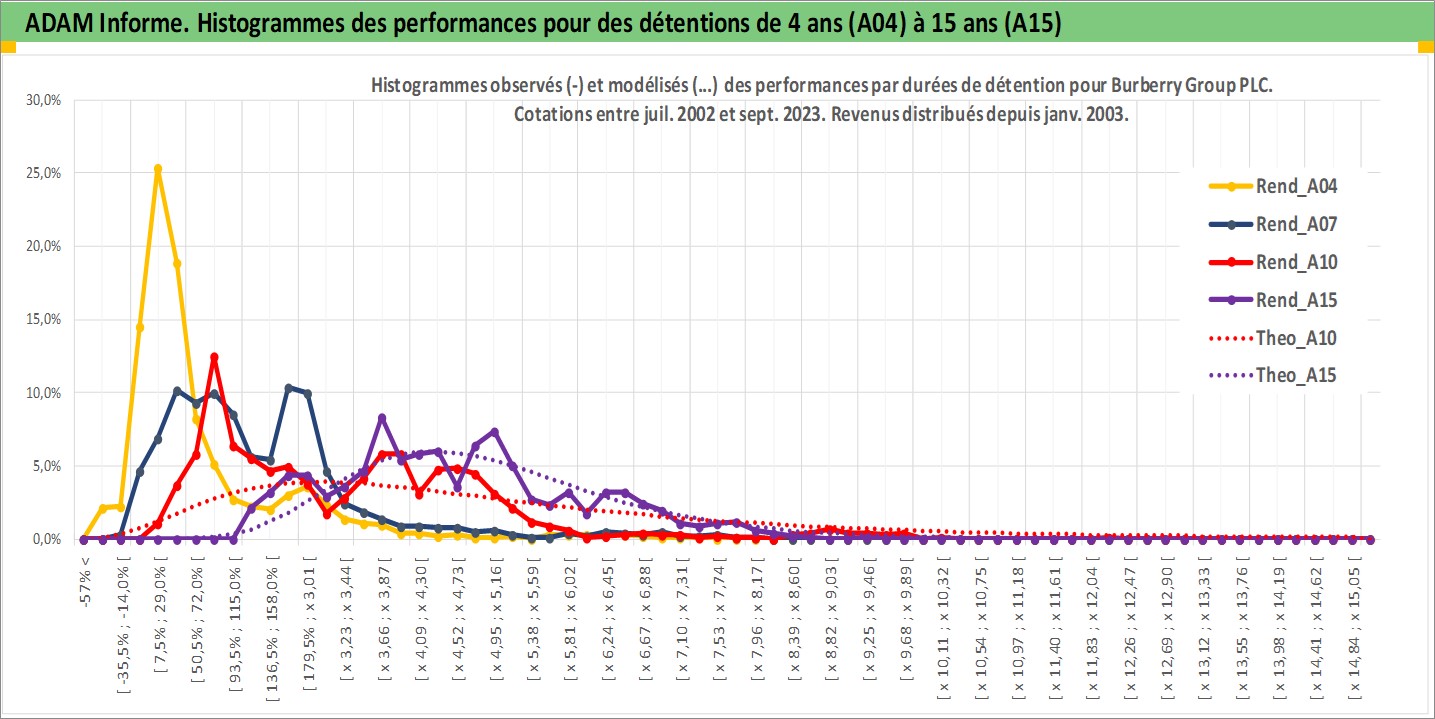 ADAM Informe. Histogrammes des performances pour des détentions de 4 ans (A04) à 15 ans (A15)
Histogrammes observés (-) et modélisés (...) des performances par durées de détention pour Burberry Group PLC.
Cotations entre juil. 2002 et sept. 2023. Revenus distribués depuis janv. 2003.
30,0%
25,0%
20,0%
15,0%
10,0%
5,0%
0,0%
Rend_A04
Rend_A07
Rend_A10
Rend_A15
Theo_A10
Theo_A15
-57% <
[ -35,5% ; -14,0% [
[ 7,5% ; 29,0% [
[ 50,5% ; 72,0% [
[ 93,5% ; 115,0% [
[ 136,5% ; 158,0% [
[ 179,5% ; x 3,01 [
[ x 3,23 ; x 3,44 [
[ x 3,66 ; x 3,87 [
[ x 4,09 ; x 4,30 [
[ x 4,52 ; x 4,73 [
[ x 4,95 ; x 5,16 [
[ x 5,38 ; x 5,59 [
[ x 5,81 ; x 6,02 [
[ x 6,24 ; x 6,45 [
[ x 6,67 ; x 6,88 [
[ x 7,10 ; x 7,31 [
[ x 7,53 ; x 7,74 [
[ x 7,96 ; x 8,17 [
[ x 8,39 ; x 8,60 [
[ x 8,82 ; x 9,03 [
[ x 9,25 ; x 9,46 [
[ x 9,68 ; x 9,89 [
[ x 10,11 ; x 10,32 [
[ x 10,54 ; x 10,75 [
[ x 10,97 ; x 11,18 [
[ x 11,40 ; x 11,61 [
[ x 11,83 ; x 12,04 [
[ x 12,26 ; x 12,47 [
[ x 12,69 ; x 12,90 [
[ x 13,12 ; x 13,33 [
[ x 13,55 ; x 13,76 [
[ x 13,98 ; x 14,19 [
[ x 14,41 ; x 14,62 [
[ x 14,84 ; x 15,05 [